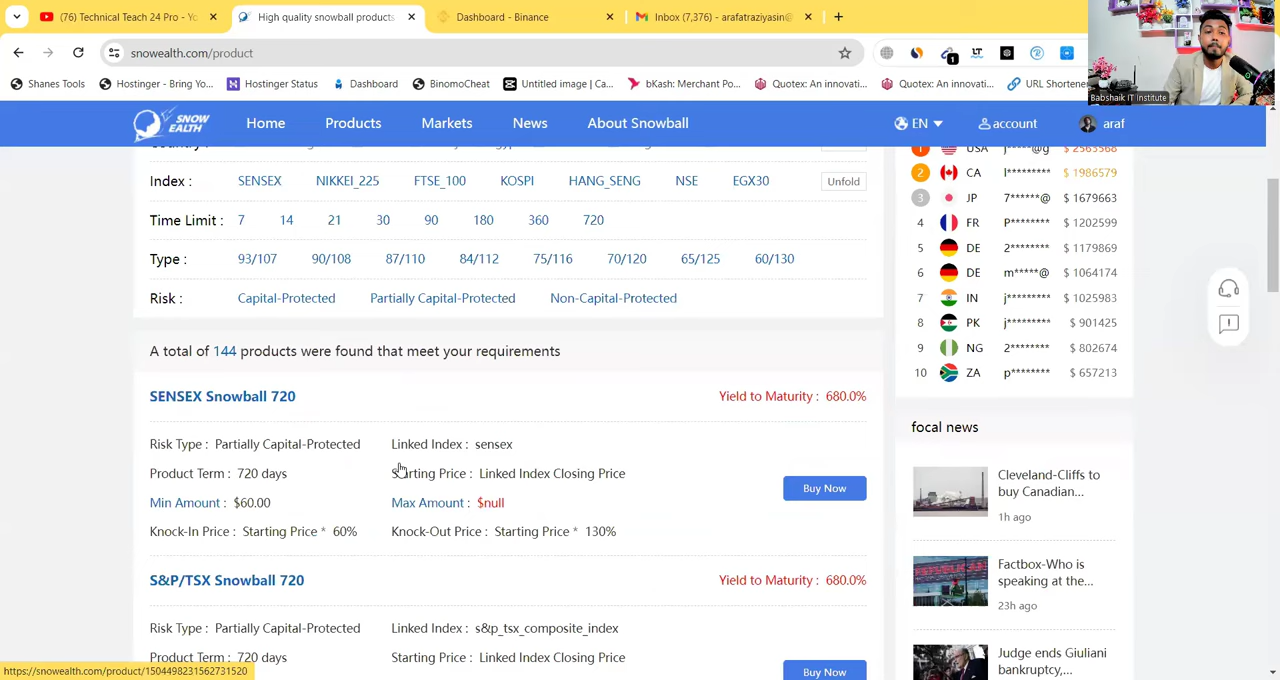 (76) Technical Teach 24 Pro - Yo
High quality snowball products
Dashboard - Binance
Inbox (7,376) - arafatraziyasin@
snowealth.com/product
Shanes Tools
Hostinger - Bring Yo...
Hostinger Status
Dashboard
BinomoCheat
Untitled image | Ca...
bKash: Merchant Po...
Quotex: An innovati...
Quotex: An innovati...
URL Shortene
Babshaik IT Institute
SNOW
EALTH
Home
Products
Markets
News
About Snowball
EN
account
araf
Index :
SENSEX
NIKKEI_225
FTSE_100
KOSPI
HANG_SENG
NSE
EGX30
Unfold
Time Limit :
7
14
21
30
90
180
360
720
Type :
93/107
90/108
87/110
84/112
75/116
70/120
65/125
60/130
Risk :
Capital-Protected
Partially Capital-Protected
Non-Capital-Protected
A total of 144 products were found that meet your requirements
SENSEX Snowball 720
Yield to Maturity : 680.0%
Risk Type : Partially Capital-Protected
Linked Index : sensex
Product Term : 720 days
Starting Price : Linked Index Closing Price
Min Amount : $60.00
Max Amount : $null
Knock-In Price : Starting Price * 60%
Knock-Out Price : Starting Price * 130%
Buy Now
S&P/TSX Snowball 720
Yield to Maturity : 680.0%
Risk Type : Partially Capital-Protected
Linked Index : s&p_tsx_composite_index
Product Term : 720 days
Starting Price : Linked Index Closing Price
Buy Now
1 USA j*****@g $ 2563568
2 CA l********* $ 1986579
3 JP 7******@ $ 1679663
4 FR P******** $ 1202599
5 DE 2******** $ 1179869
6 DE m*****@ $ 1064174
7 IN j********* $ 1025983
8 PK j********* $ 901425
9 NG 2******** $ 802674
10 ZA p******** $ 657213
focal news
Cleveland-Cliffs to
buy Canadian...
1h ago
Factbox-Who is
speaking at the...
23h ago
Judge ends Giuliani
bankruptcy,...
https://snowealth.com/product/1504498231562731520